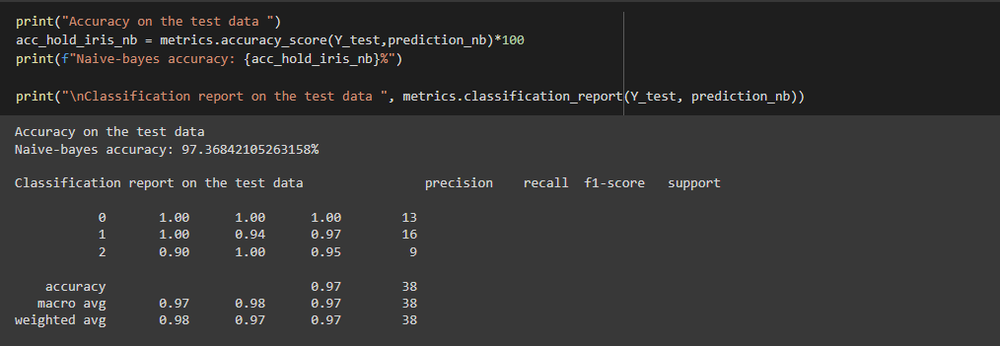 print("Accuracy on the test data ")
acc_hold_iris_nb = metrics.accuracy_score(Y_test,prediction_nb)*100
print(f"Naive-bayes accuracy: {acc_hold_iris_nb}%")
print("\nClassification report on the test data ", metrics.classification_report(Y_test, prediction_nb))
Accuracy on the test data
Naive-bayes accuracy: 97.36842105263158%
Classification report on the test data                precision    recall  f1-score   support
           0       1.00      1.00      1.00        13
           1       1.00      0.94      0.97        16
           2       0.90      1.00      0.95         9
    accuracy                           0.97        38
   macro avg       0.97      0.98      0.97        38
weighted avg       0.98      0.97      0.97        38